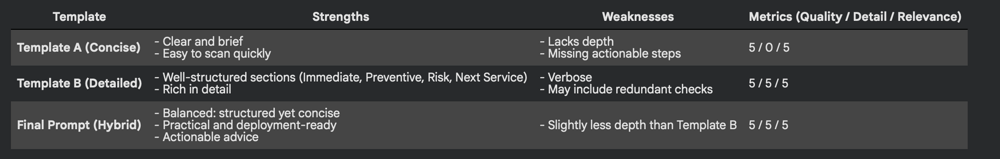 Template Strengths Weaknesses Metrics (Quality / Detail / Relevance)
Template A (Concise)
- Clear and brief
- Easy to scan quickly
- Lacks depth
- Missing actionable steps
5 / 0 / 5
Template B (Detailed)
- Well-structured sections (Immediate, Preventive, Risk, Next Service)
- Rich in detail
- Verbose
- May include redundant checks
5 / 5 / 5
Final Prompt (Hybrid)
- Balanced: structured yet concise
- Practical and deployment-ready
- Actionable advice
- Slightly less depth than Template B
5 / 5 / 5